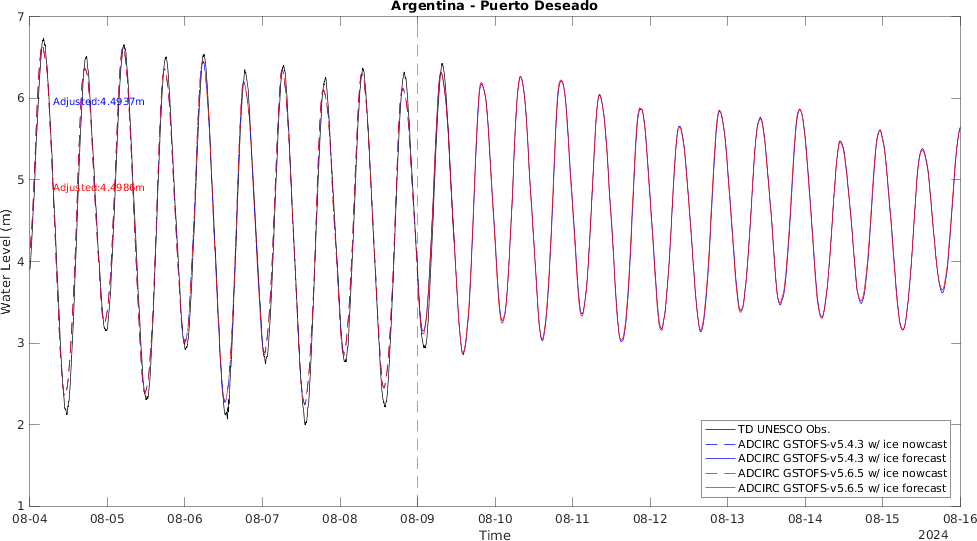 Argentina - Puerto Deseado
7
6
5
4
3
2
1
Water Level (m)
Adjusted:4.4937m
Adjusted:4.4986m
TD UNESCO Obs.
ADCIRC GSTOFS-v5.4.3 w/ ice nowcast
ADCIRC GSTOFS-v5.4.3 w/ ice forecast
ADCIRC GSTOFS-v5.6.5 w/ ice nowcast
ADCIRC GSTOFS-v5.6.5 w/ ice forecast
08-04 08-05 08-06 08-07 08-08 08-09 08-10 08-11 08-12 08-13 08-14 08-15 08-16
Time
2024